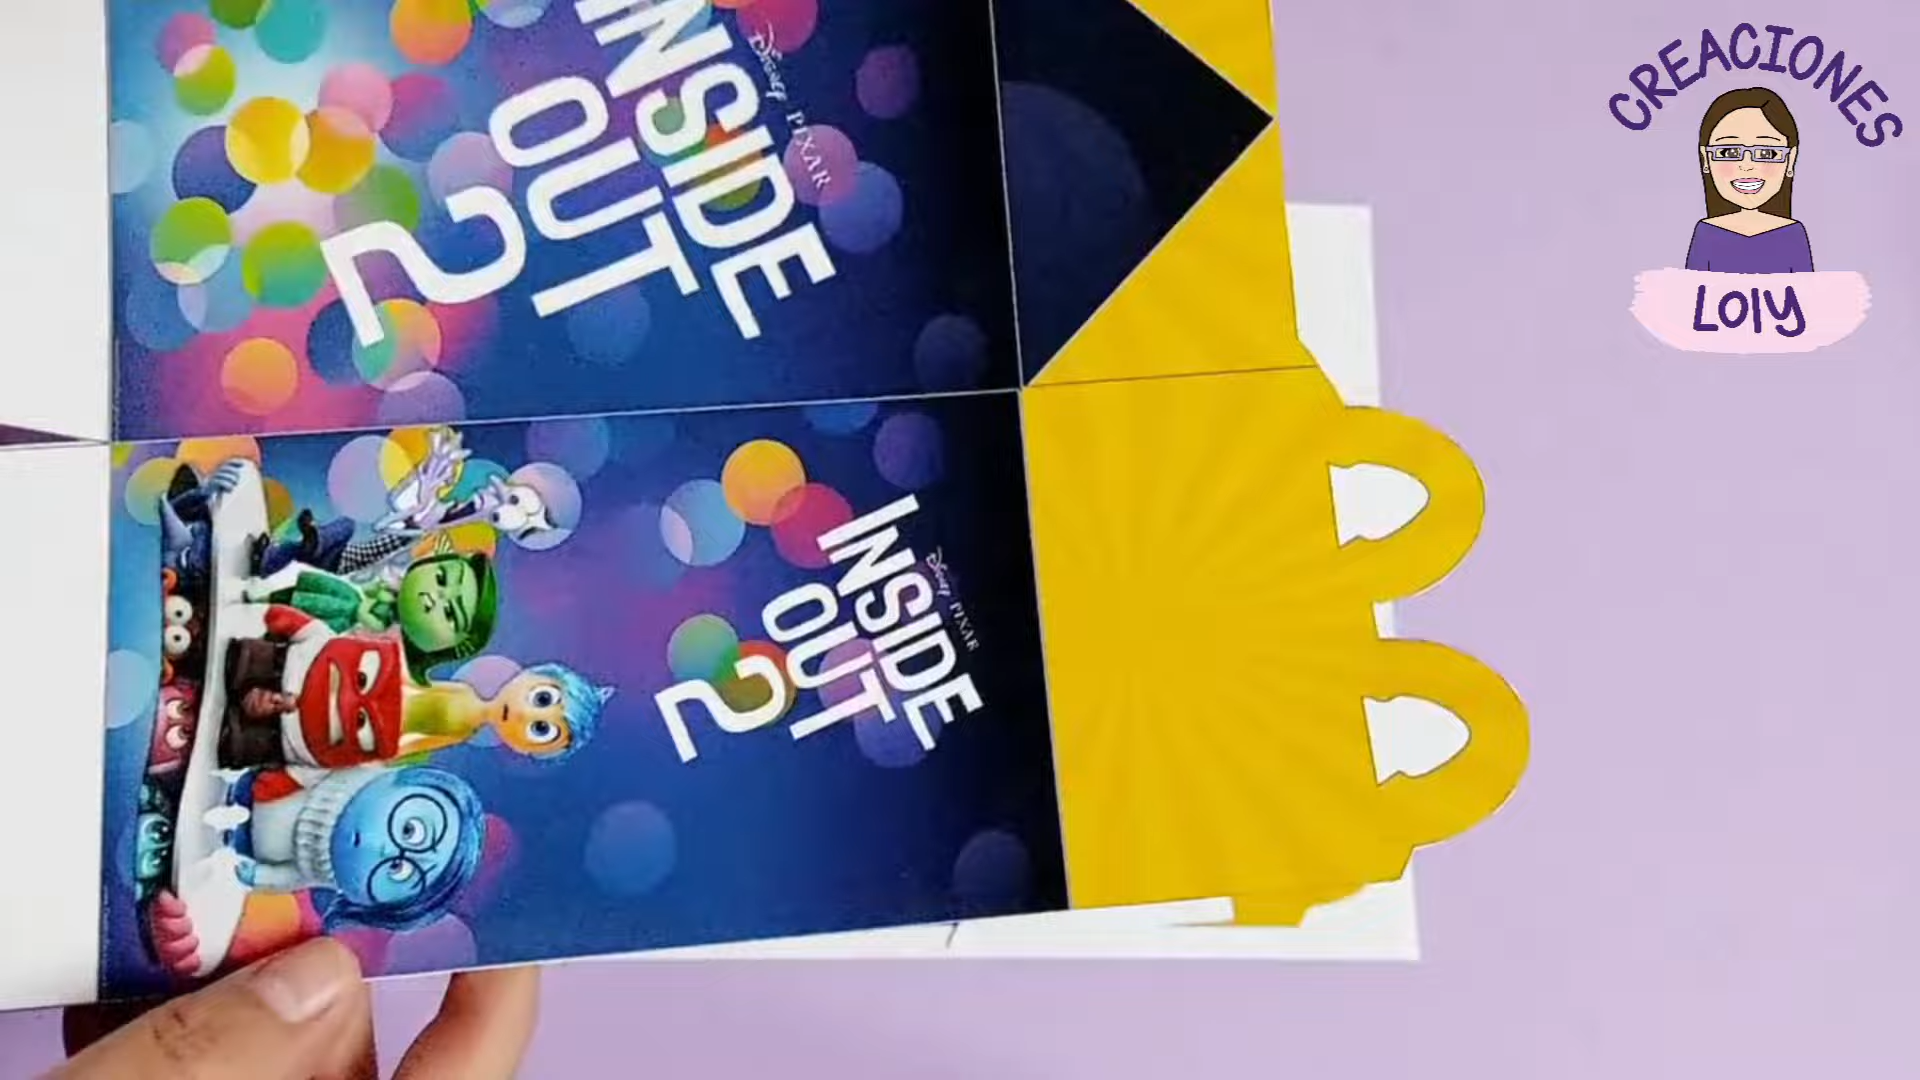 Disney PIXAR
INSIDE
OUT
2
Disney PIXAR
INSIDE
OUT
2
CREACIONES
LOLY